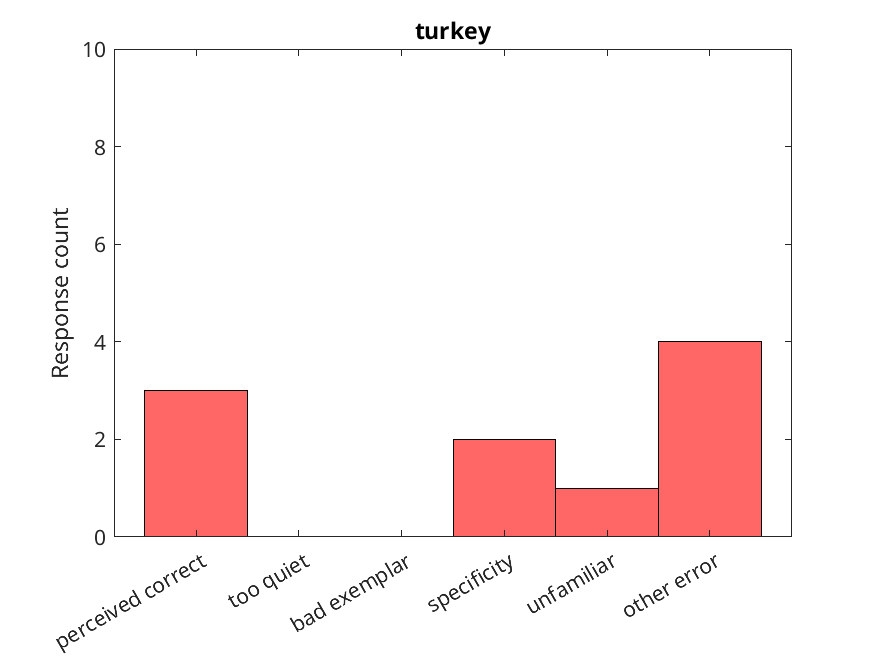 turkey
10
8
6
4
2
0
Response count
perceived correct
too quiet
bad exemplar
specificity
unfamiliar
other error